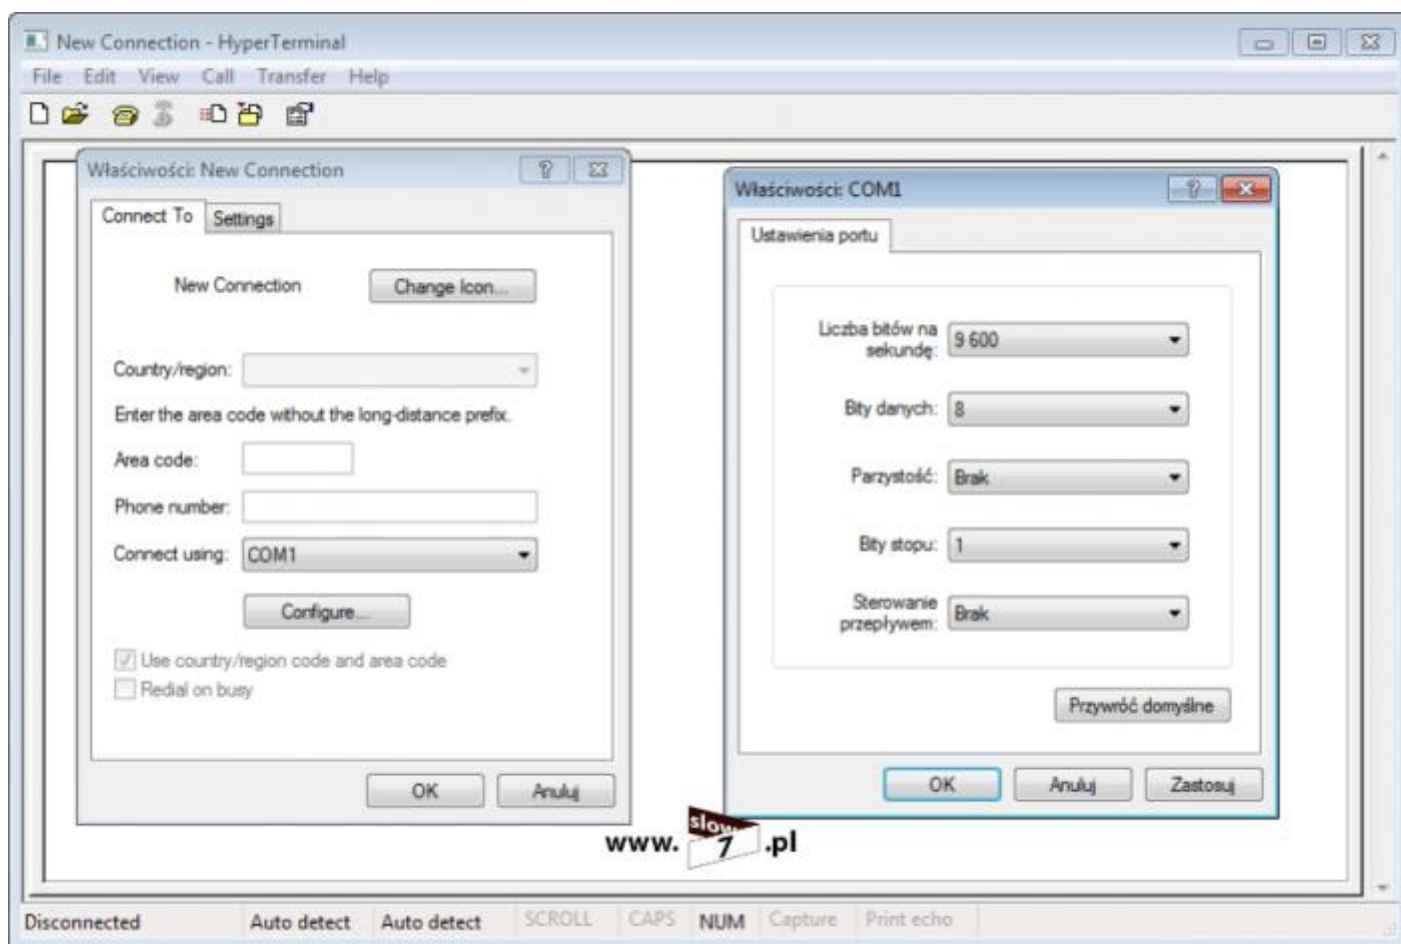 New Connection - HyperTerminal
File Edit View Call Transfer Help
Właściwości: New Connection
Connect To Settings
New Connection Change Icon...
Country/region:
Enter the area code without the long-distance prefix.
Area code:
Phone number:
Connect using: COM1
Configure...
Use country/region code and area code
Redial on busy
OK Anuluj
Właściwości: COM1
Ustawienia portu
Liczba bitów na
sekundę: 9 600
Bity danych: 8
Parzystość: Brak
Bity stopu: 1
Sterowanie
przepływem: Brak
Przywróć domyślne
OK Anuluj Zastosuj
www.slow7.pl
Disconnected Auto detect Auto detect SCROLL CAPS NUM Capture Print echo